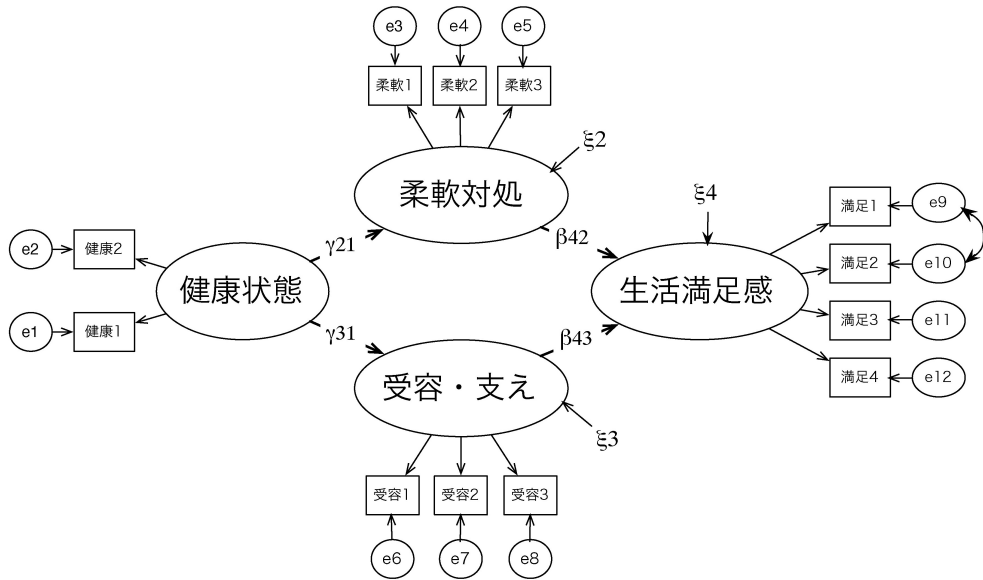 e3
e4
e5
柔軟1
柔軟2
柔軟3
ξ2
柔軟対処
ξ4
満足1
e9
e2
健康2
γ21
β42
満足2
e10
健康状態
生活満足感
e1
健康1
γ31
β43
満足3
e11
受容・支え
満足4
e12
ξ3
受容1
受容2
受容3
e6
e7
e8